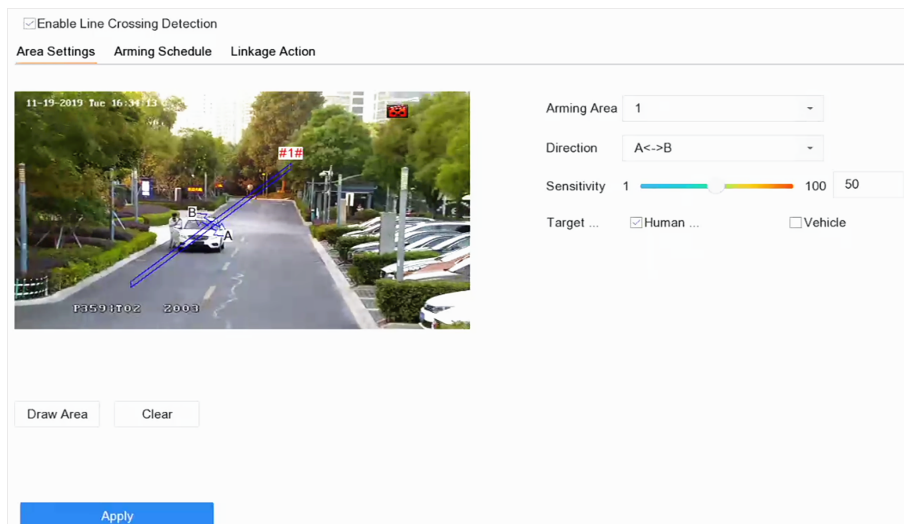 Enable Line Crossing Detection
Area Settings Arming Schedule Linkage Action
11-19-2019 Tue 16:34:13
#1#
B
A
Arming Area 1
Direction A<->B
Sensitivity 1 100 50
Target ... Human ... Vehicle
2003
Draw Area Clear
Apply